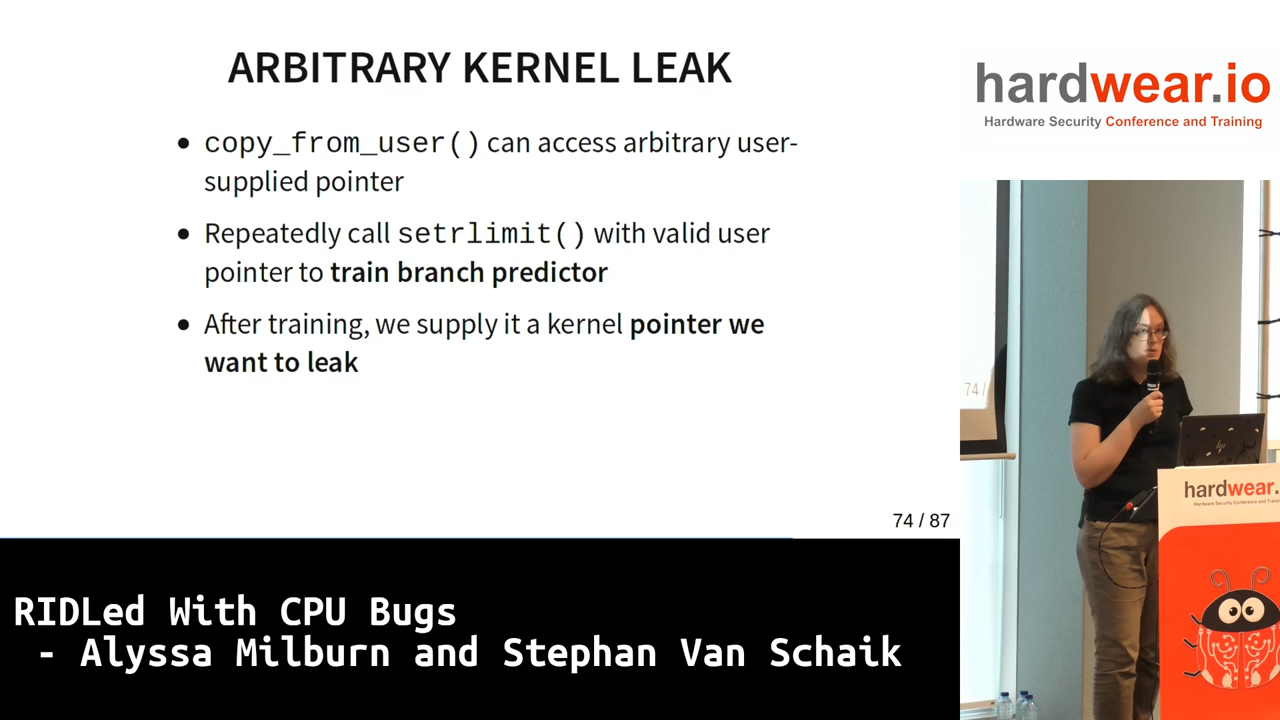 ARBITRARY KERNEL LEAK
copy_from_user() can access arbitrary user-
supplied pointer
Repeatedly call setrlimit() with valid user
pointer to train branch predictor
After training, we supply it a kernel pointer we
want to leak
74 / 87
hardwear.io
Hardware Security Conference and Training
74 /
hp
hardwear.
Hardware Security Conference and Traini
RIDLed With CPU Bugs
- Alyssa Milburn and Stephan Van Schaik